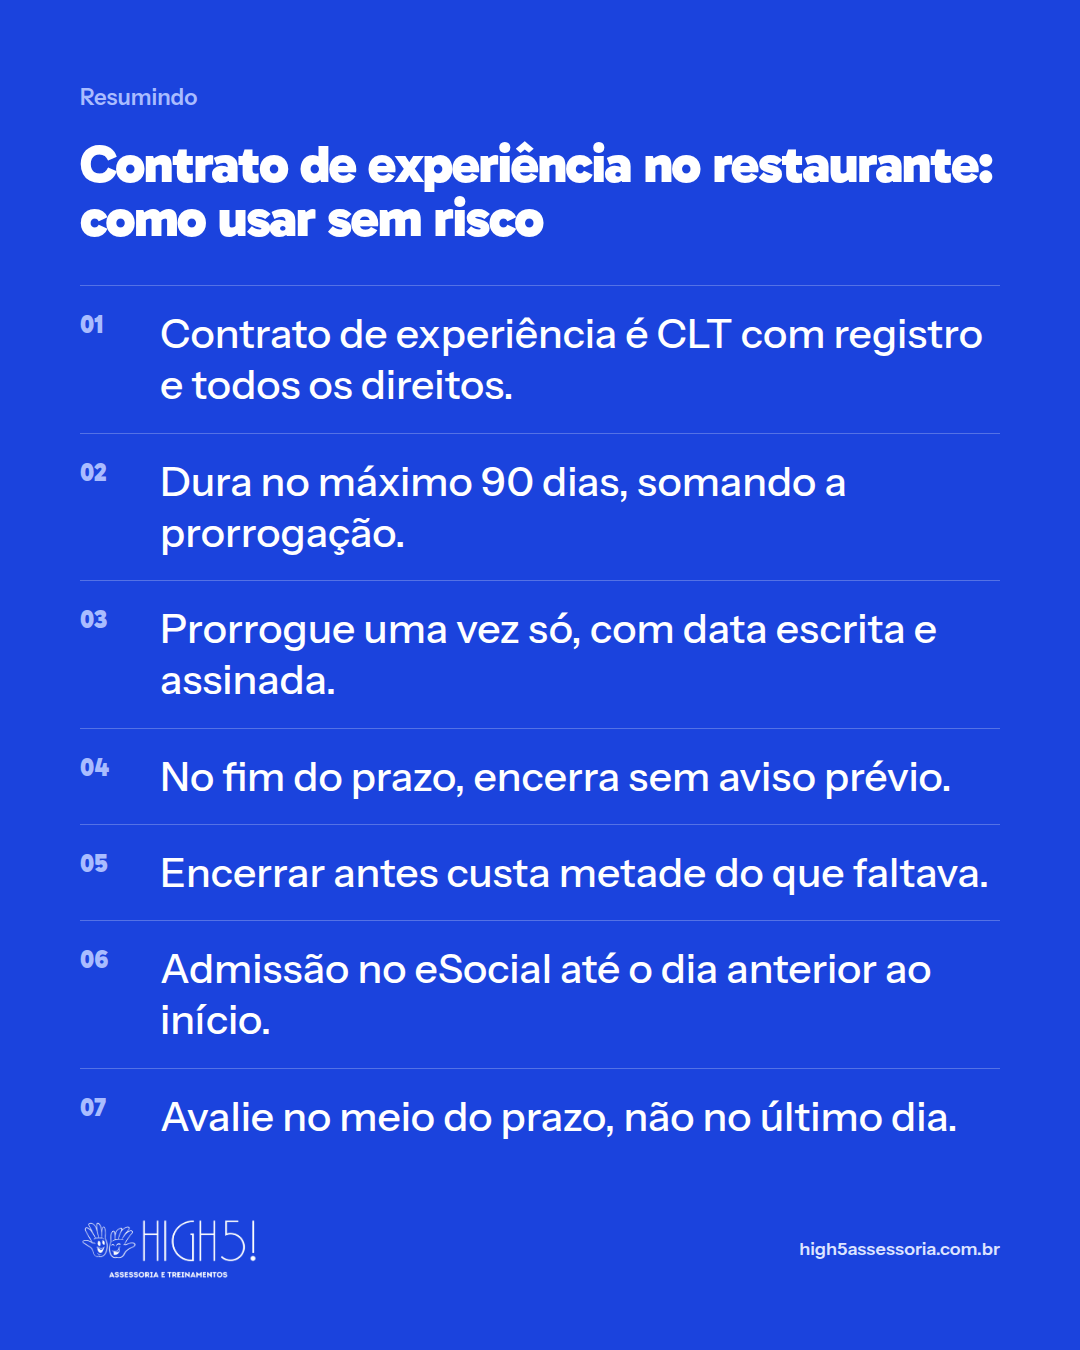 Resumindo
Contrato de experiência no restaurante:
como usar sem risco
01
Contrato de experiência é CLT com registro
e todos os direitos.
02
Dura no máximo 90 dias, somando a
prorrogação.
03
Prorrogue uma vez só, com data escrita e
assinada.
04
No fim do prazo, encerra sem aviso prévio.
05
Encerrar antes custa metade do que faltava.
06
Admissão no eSocial até o dia anterior ao
início.
07
Avalie no meio do prazo, não no último dia.
HIGH5!
ASSESSORIA E TREINAMENTOS
high5assessoria.com.br